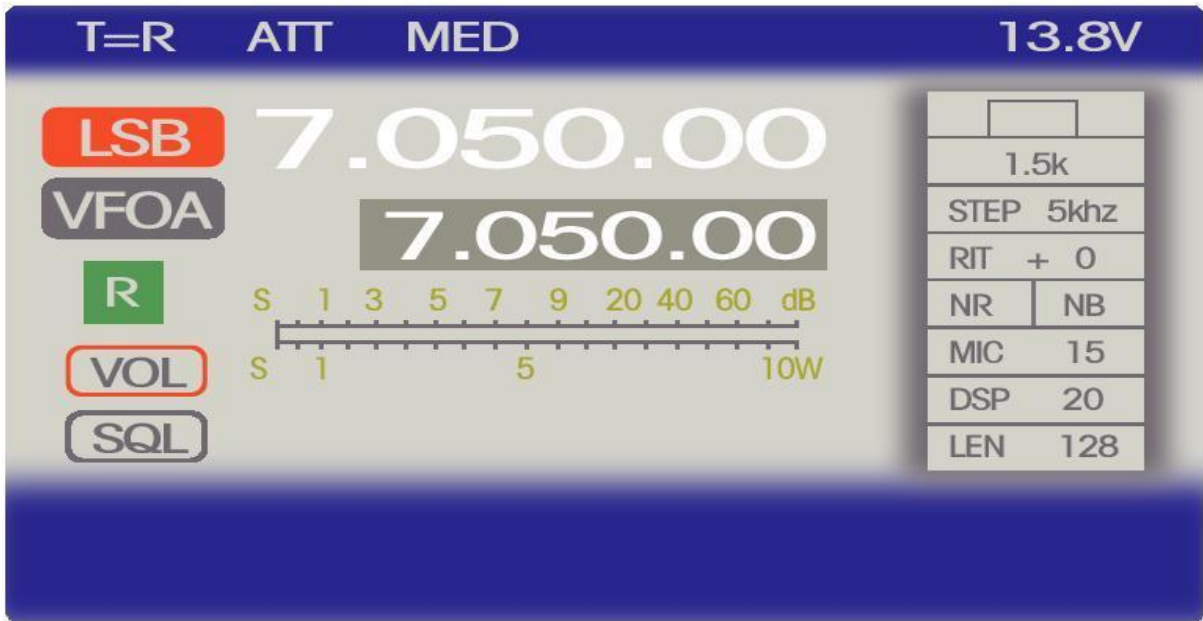 T=R ATT MED 13.8V
LSB 7.050.00
VFOA 7.050.00
R
S 1 3 5 7 9 20 40 60 dB
S 1 5 10W
VOL
SQL
1.5k
STEP 5khz
RIT + 0
NR NB
MIC 15
DSP 20
LEN 128